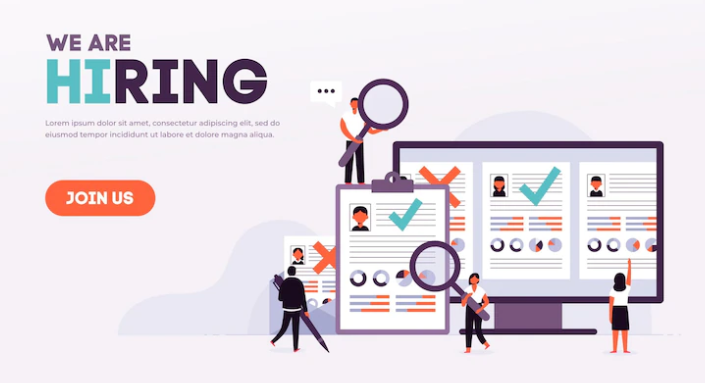 WE ARE
HIRING
Lorem ipsum dolor sit amet, consectetur adipiscing elit, sed do
eiusmod tempor incididunt ut labore et dolore magna aliqua.
JOIN US